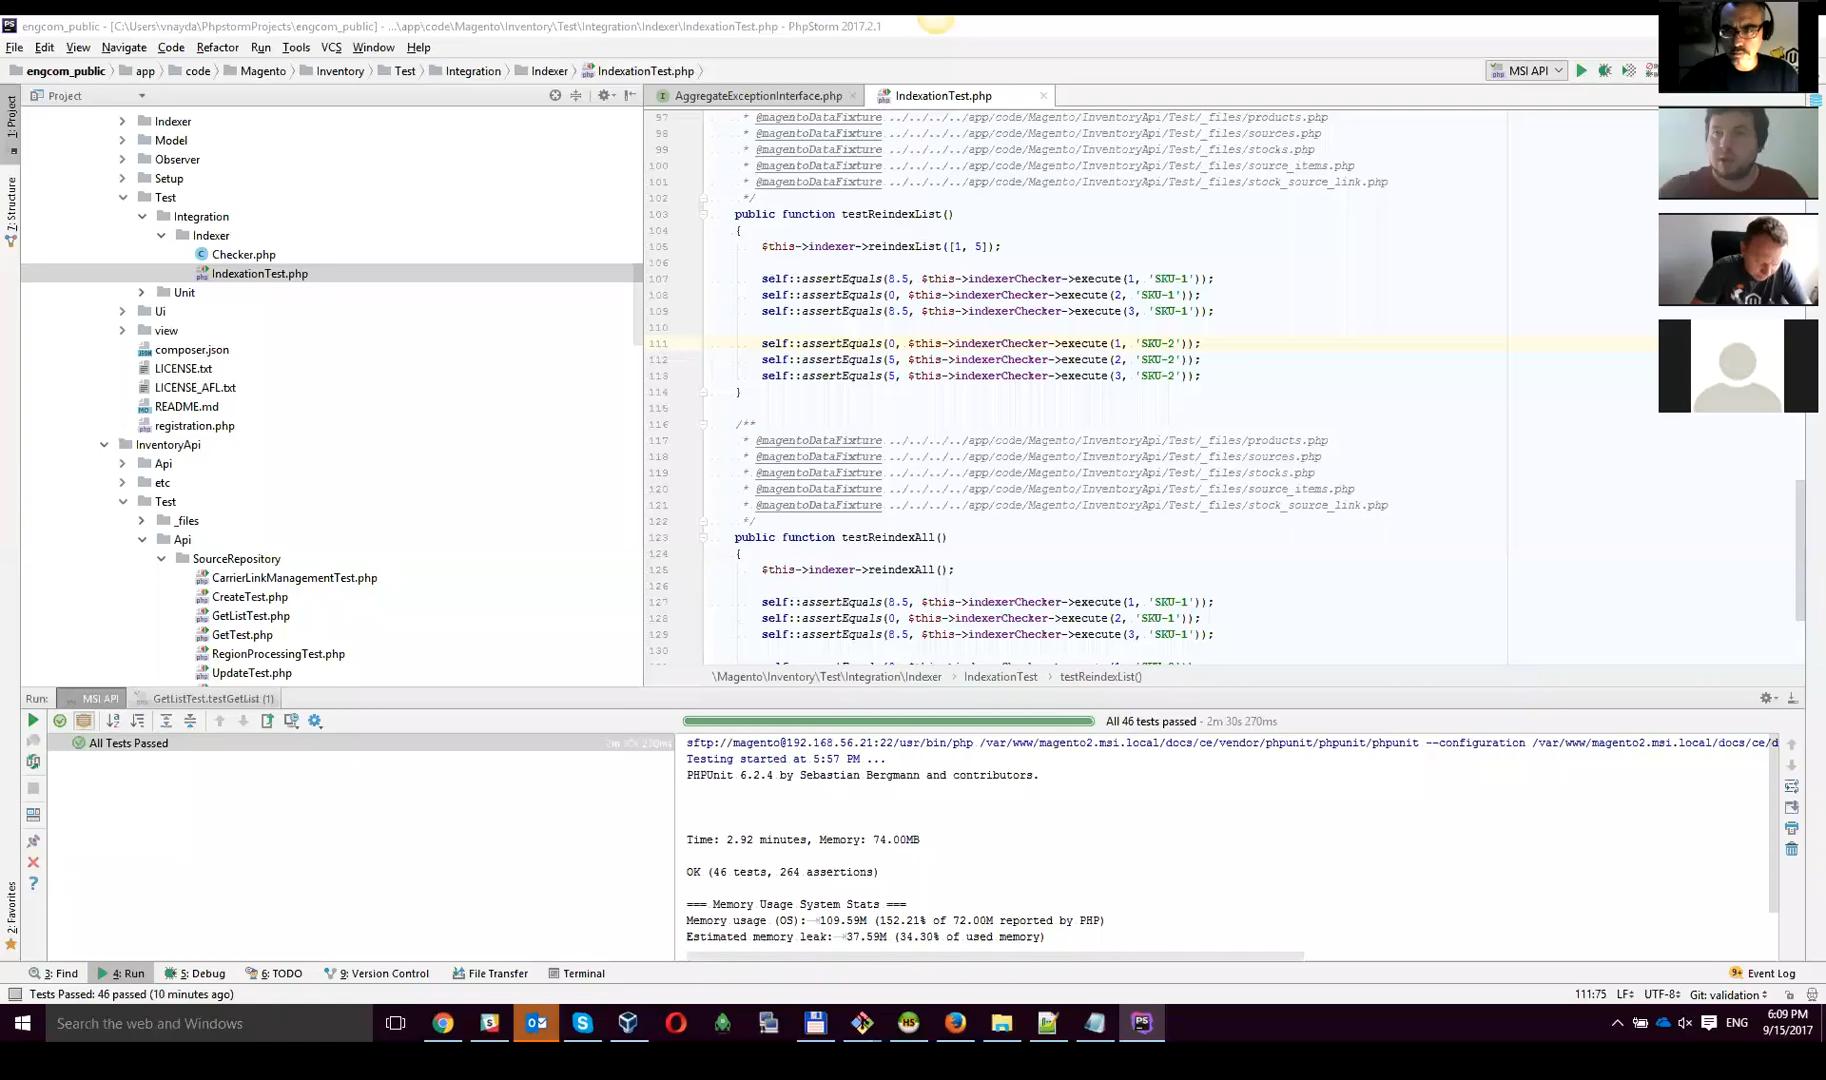 engcom_public - [C:\Users\vnayda\PhpstormProjects\engcom_public] - ...\app\code\Magento\Inventory\Test\Integration\Indexer\IndexationTest.php - PhpStorm 2017.2.1
File Edit View Navigate Code Refactor Run Tools VCS Window Help
engcom_public app code Magento Inventory Test Integration Indexer IndexationTest.php MSI API
Project AggregateExceptionInterface.php IndexationTest.php
1: Project
7: Structure
2: Favorites
Indexer
Model
Observer
Setup
Test
Integration
Indexer
Checker.php
IndexationTest.php
Unit
Ui
view
composer.json
LICENSE.txt
LICENSE_AFL.txt
README.md
registration.php
InventoryApi
Api
etc
Test
_files
Api
SourceRepository
CarrierLinkManagementTest.php
CreateTest.php
GetListTest.php
GetTest.php
RegionProcessingTest.php
UpdateTest.php
97 * @magentoDataFixture ../../../../app/code/Magento/InventoryApi/Test/_files/products.php
98 * @magentoDataFixture ../../../../app/code/Magento/InventoryApi/Test/_files/sources.php
99 * @magentoDataFixture ../../../../app/code/Magento/InventoryApi/Test/_files/stocks.php
100 * @magentoDataFixture ../../../../app/code/Magento/InventoryApi/Test/_files/source_items.php
101 * @magentoDataFixture ../../../../app/code/Magento/InventoryApi/Test/_files/stock_source_link.php
102 */
103 public function testReindexList()
104 {
105 $this->indexer->reindexList([1, 5]);
106
107 self::assertEquals(8.5, $this->indexerChecker->execute(1, 'SKU-1'));
108 self::assertEquals(0, $this->indexerChecker->execute(2, 'SKU-1'));
109 self::assertEquals(8.5, $this->indexerChecker->execute(3, 'SKU-1'));
110
111 self::assertEquals(0, $this->indexerChecker->execute(1, 'SKU-2'));
112 self::assertEquals(5, $this->indexerChecker->execute(2, 'SKU-2'));
113 self::assertEquals(5, $this->indexerChecker->execute(3, 'SKU-2'));
114 }
115
116 /**
117 * @magentoDataFixture ../../../../app/code/Magento/InventoryApi/Test/_files/products.php
118 * @magentoDataFixture ../../../../app/code/Magento/InventoryApi/Test/_files/sources.php
119 * @magentoDataFixture ../../../../app/code/Magento/InventoryApi/Test/_files/stocks.php
120 * @magentoDataFixture ../../../../app/code/Magento/InventoryApi/Test/_files/source_items.php
121 * @magentoDataFixture ../../../../app/code/Magento/InventoryApi/Test/_files/stock_source_link.php
122 */
123 public function testReindexAll()
124 {
125 $this->indexer->reindexAll();
126
127 self::assertEquals(8.5, $this->indexerChecker->execute(1, 'SKU-1'));
128 self::assertEquals(0, $this->indexerChecker->execute(2, 'SKU-1'));
129 self::assertEquals(8.5, $this->indexerChecker->execute(3, 'SKU-1'));
130
\Magento\Inventory\Test\Integration\Indexer IndexationTest testReindexList()
Run: MSI API GetListTest.testGetList (1)
All 46 tests passed - 2m 30s 270ms
All Tests Passed 2m 30s 270ms
sftp://magento@192.168.56.21:22/usr/bin/php /var/www/magento2.msi.local/docs/ce/vendor/phpunit/phpunit/phpunit --configuration /var/www/magento2.msi.local/docs/ce/d
Testing started at 5:57 PM ...
PHPUnit 6.2.4 by Sebastian Bergmann and contributors.
Time: 2.92 minutes, Memory: 74.00MB
OK (46 tests, 264 assertions)
=== Memory Usage System Stats ===
Memory usage (OS): 109.59M (152.21% of 72.00M reported by PHP)
Estimated memory leak: 37.59M (34.30% of used memory)
3: Find 4: Run 5: Debug 6: TODO 9: Version Control File Transfer Terminal 9+ Event Log
Tests Passed: 46 passed (10 minutes ago) 111:75 LF UTF-8 Git: validation
Search the web and Windows ENG 6:09 PM
9/15/2017